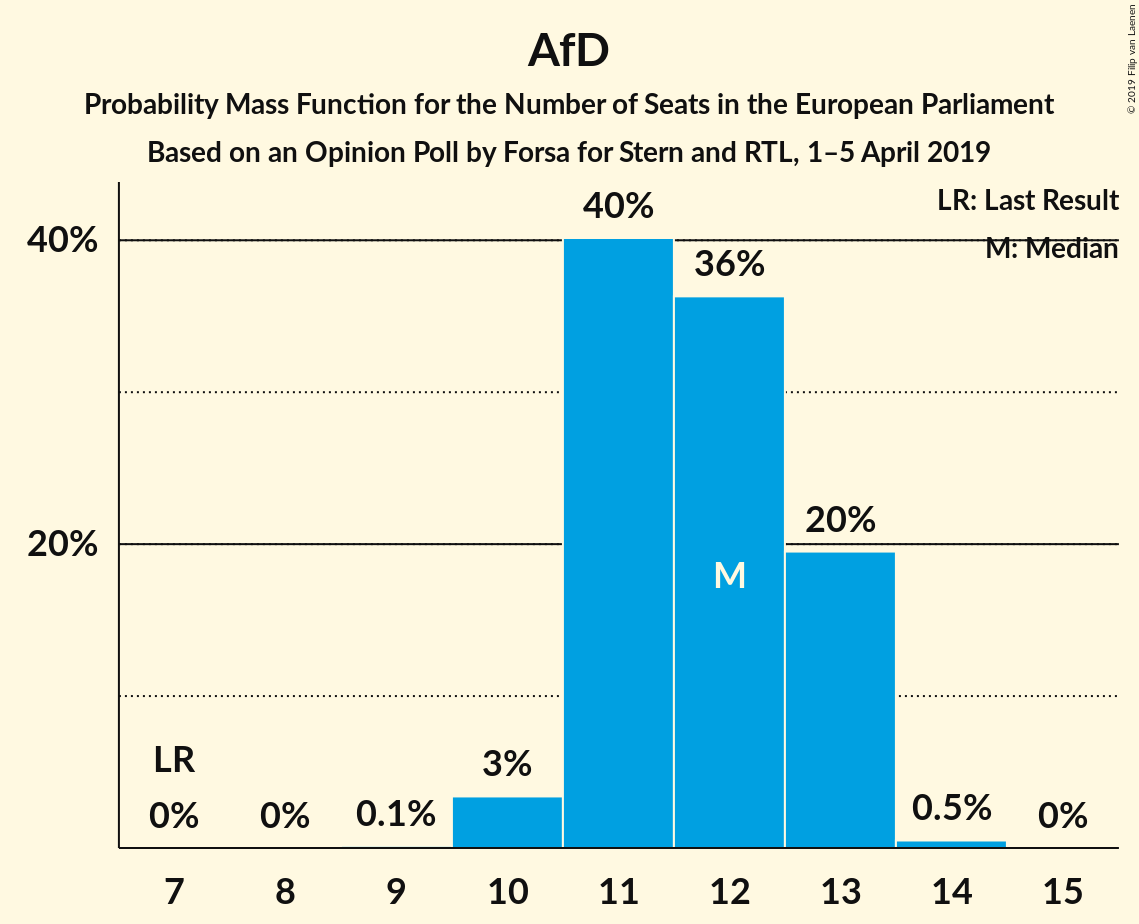 AfD
Probability Mass Function for the Number of Seats in the European Parliament
Based on an Opinion Poll by Forsa for Stern and RTL, 1–5 April 2019
© 2019 Filip van Laenen
LR: Last Result
M: Median
40%
20%
LR
0%
0%
0.1%
3%
40%
36%
M
20%
0.5%
0%
7 8 9 10 11 12 13 14 15